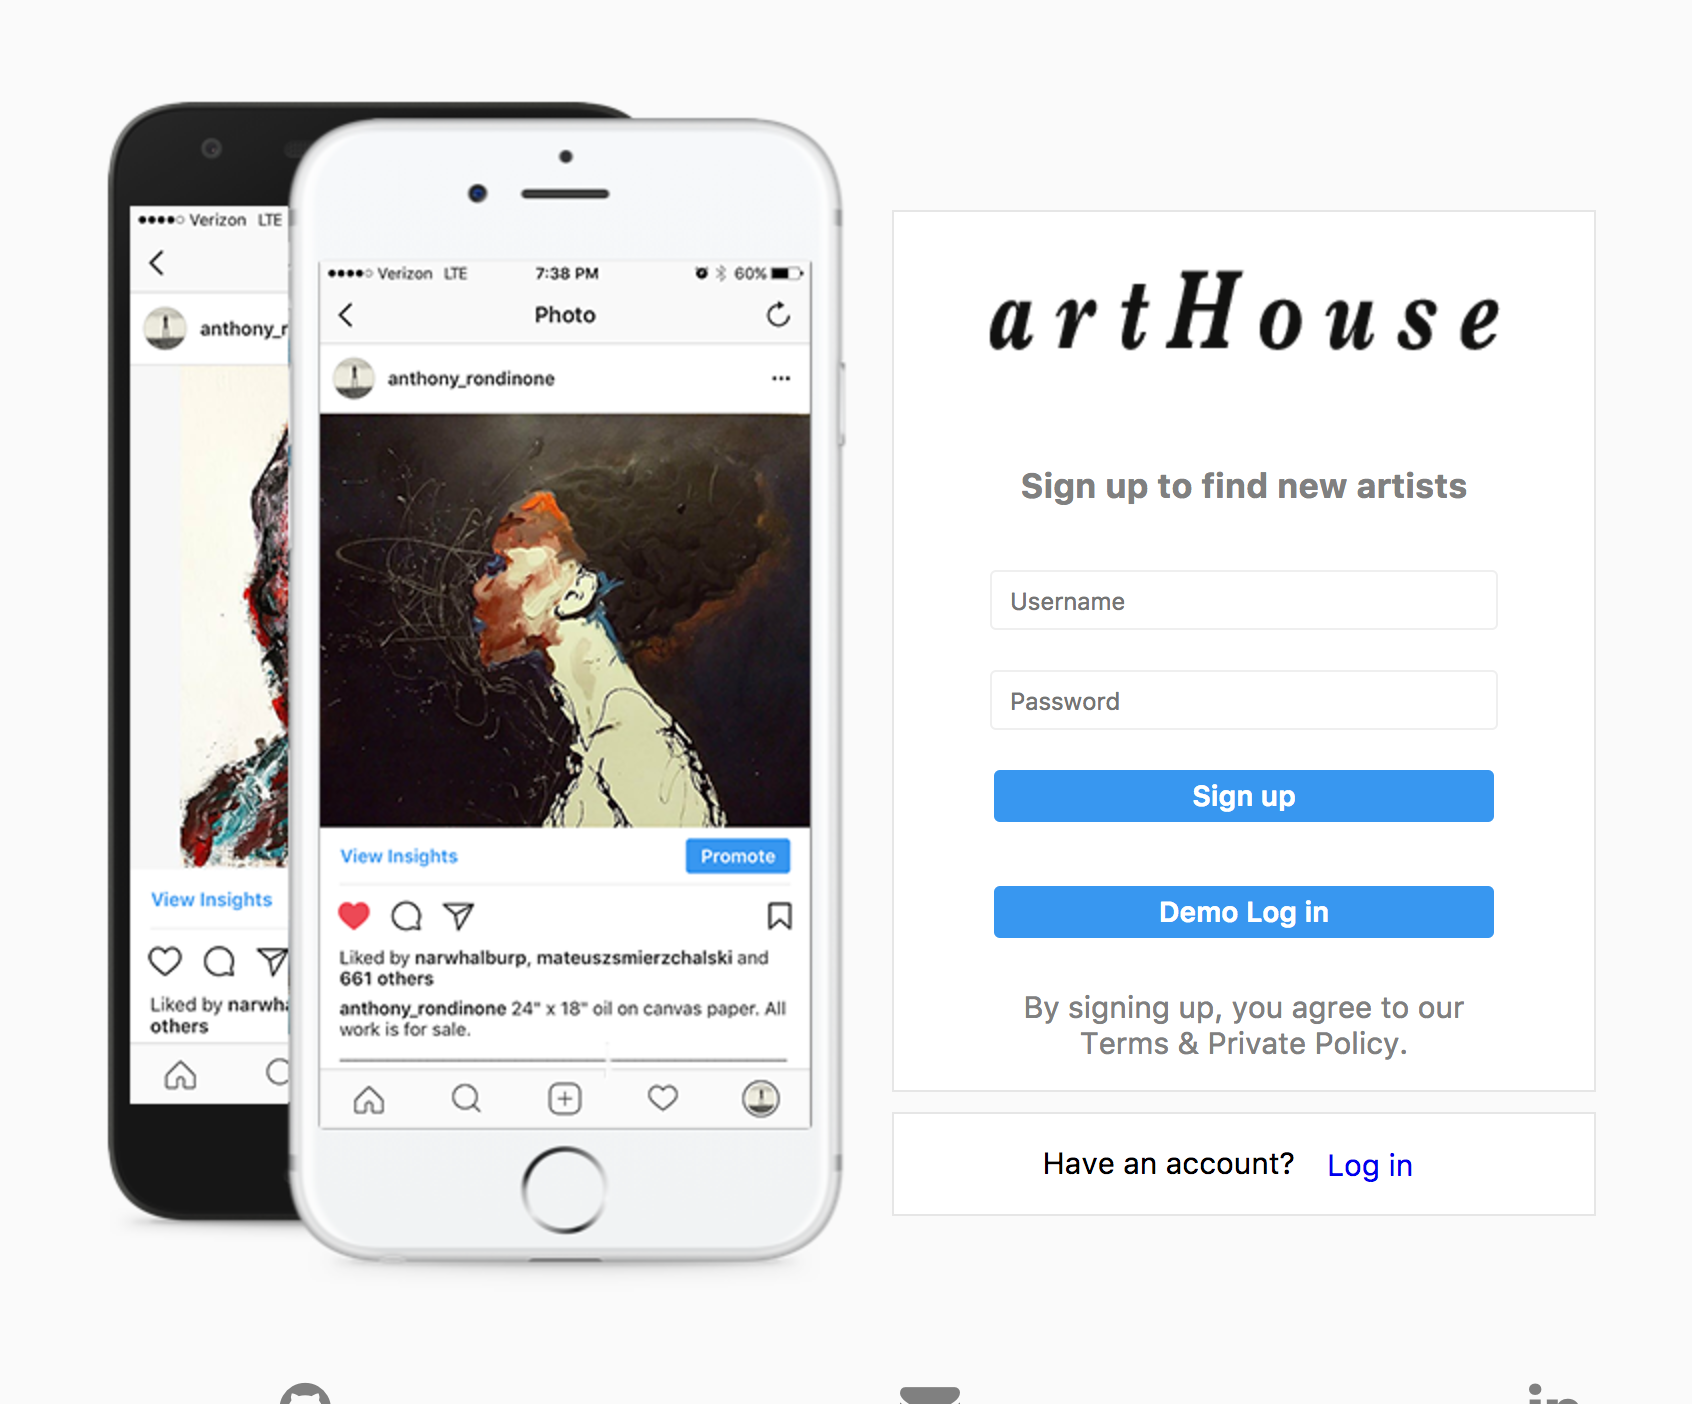 Verizon LTE
anthony_r
View Insights
Liked by narwha
others
Verizon LTE 7:38 PM 60%
Photo
anthony_rondinone
View Insights Promote
Liked by narwhalburp, mateuszsmierzchalski and
661 others
anthony_rondinone 24" x 18" oil on canvas paper. All
work is for sale.
artHouse
Sign up to find new artists
Username
Password
Sign up
Demo Log in
By signing up, you agree to our
Terms & Private Policy.
Have an account? Log in
in